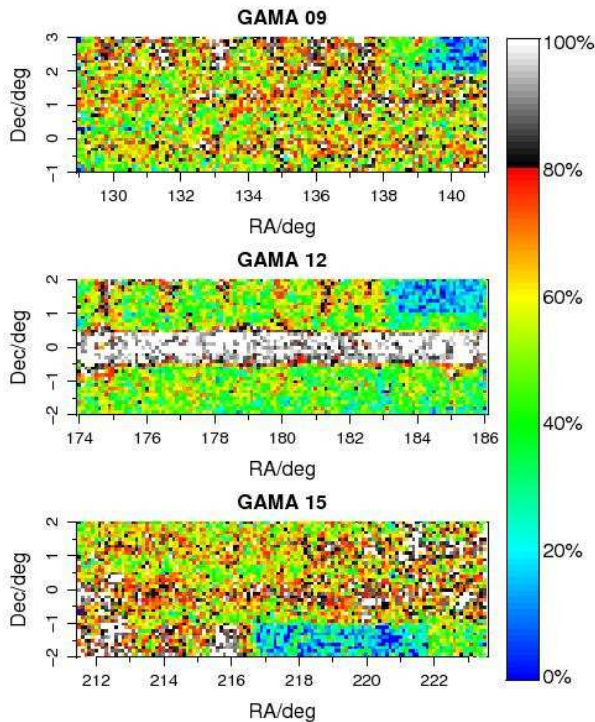 GAMA 09
Dec/deg
3
2
1
0
−1
130 132 134 136 138 140
RA/deg
GAMA 12
Dec/deg
2
1
0
−1
−2
174 176 178 180 182 184 186
RA/deg
GAMA 15
Dec/deg
2
1
0
−1
−2
212 214 216 218 220 222
RA/deg
100%
80%
60%
40%
20%
0%